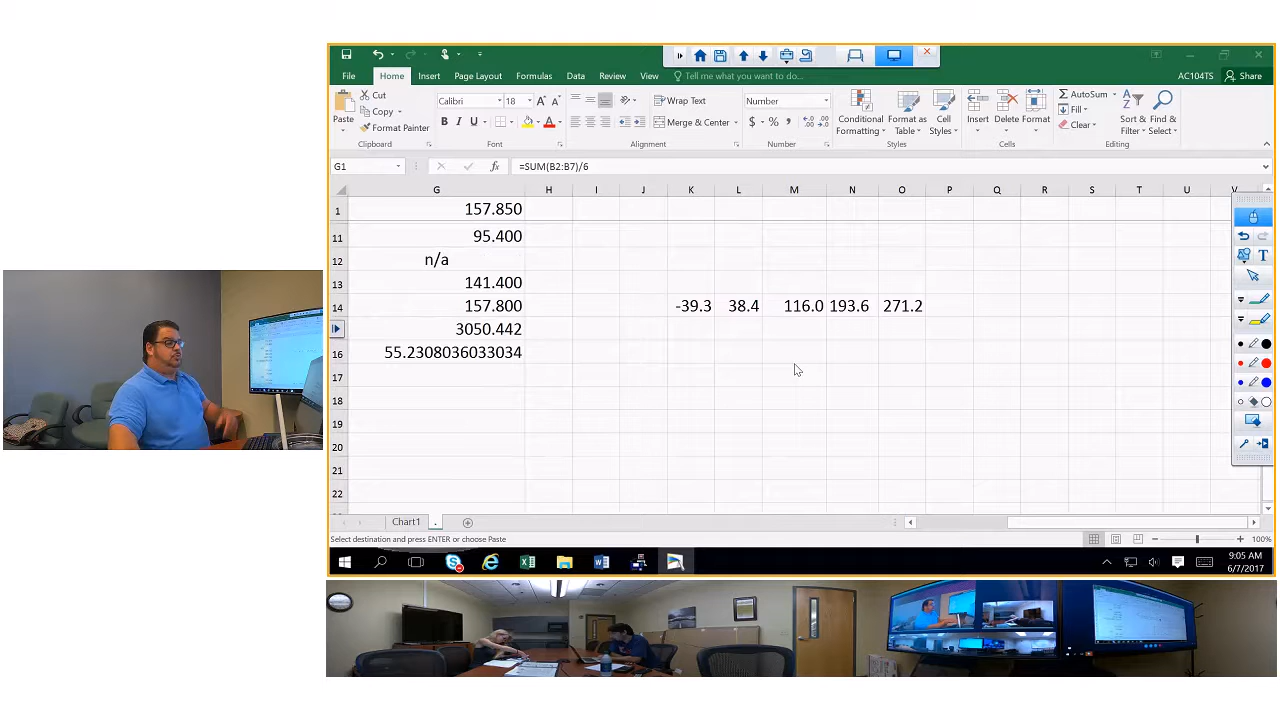 File Home Insert Page Layout Formulas Data Review View Tell me what you want to do... AC104TS Share
Paste
Cut
Copy
Format Painter
Clipboard
Calibri 18
B I U
Font
Wrap Text
Merge & Center
Alignment
Number
$ % ,
Number
Conditional Formatting
Format as Table
Cell Styles
Styles
Insert Delete Format
Cells
AutoSum
Fill
Clear
Sort & Filter
Find & Select
Editing
G1 fx =SUM(B2:B7)/6
G H I J K L M N O P Q R S T U V
1 157.850
11 95.400
12 n/a
13 141.400
14 157.800 -39.3 38.4 116.0 193.6 271.2
3050.442
16 55.2308036033034
17
18
19
20
21
22
Chart1 .
Select destination and press ENTER or choose Paste 100%
9:05 AM
6/7/2017